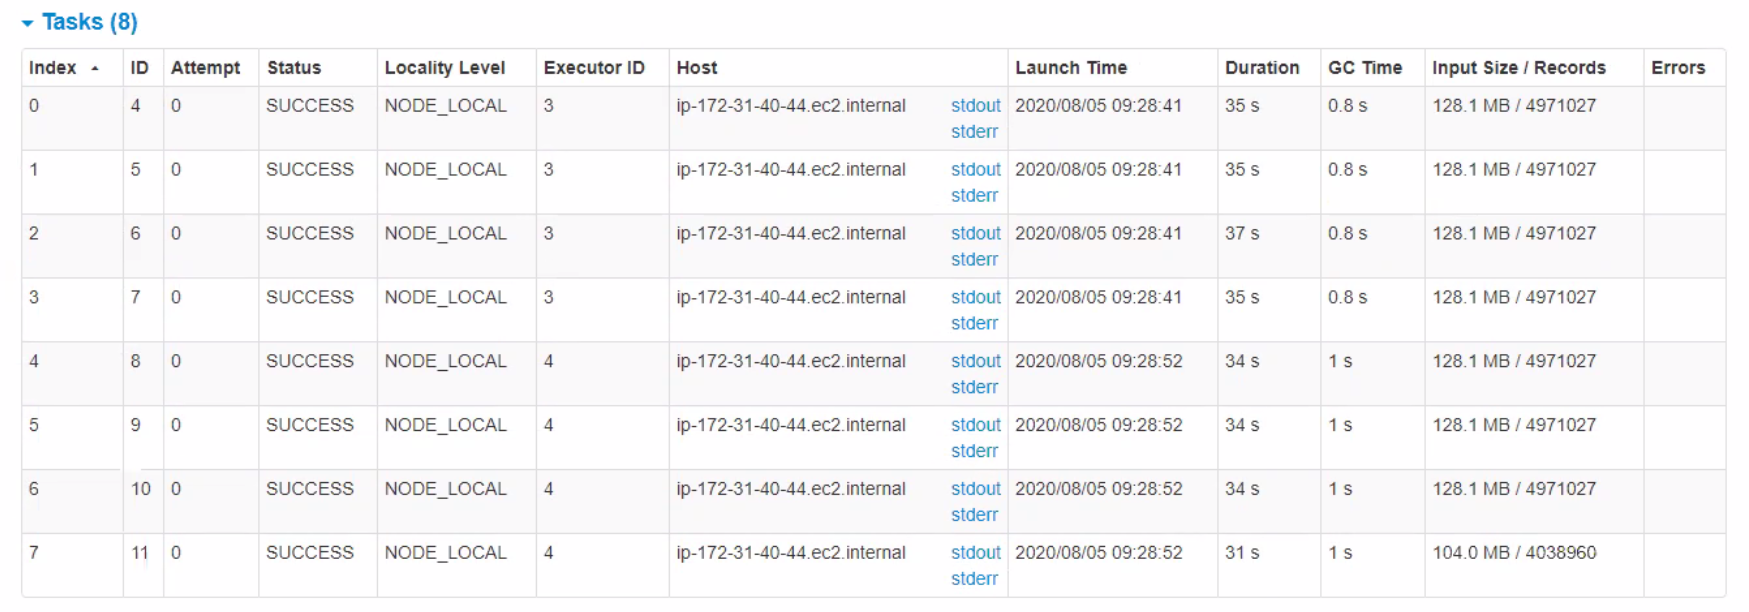 Tasks (8)
Index ID Attempt Status Locality Level Executor ID Host Launch Time Duration GC Time Input Size / Records Errors
0 4 0 SUCCESS NODE_LOCAL 3 ip-172-31-40-44.ec2.internal stdout 2020/08/05 09:28:41 35 s 0.8 s 128.1 MB / 4971027
stderr
1 5 0 SUCCESS NODE_LOCAL 3 ip-172-31-40-44.ec2.internal stdout 2020/08/05 09:28:41 35 s 0.8 s 128.1 MB / 4971027
stderr
2 6 0 SUCCESS NODE_LOCAL 3 ip-172-31-40-44.ec2.internal stdout 2020/08/05 09:28:41 37 s 0.8 s 128.1 MB / 4971027
stderr
3 7 0 SUCCESS NODE_LOCAL 3 ip-172-31-40-44.ec2.internal stdout 2020/08/05 09:28:41 35 s 0.8 s 128.1 MB / 4971027
stderr
4 8 0 SUCCESS NODE_LOCAL 4 ip-172-31-40-44.ec2.internal stdout 2020/08/05 09:28:52 34 s 1 s 128.1 MB / 4971027
stderr
5 9 0 SUCCESS NODE_LOCAL 4 ip-172-31-40-44.ec2.internal stdout 2020/08/05 09:28:52 34 s 1 s 128.1 MB / 4971027
stderr
6 10 0 SUCCESS NODE_LOCAL 4 ip-172-31-40-44.ec2.internal stdout 2020/08/05 09:28:52 34 s 1 s 128.1 MB / 4971027
stderr
7 11 0 SUCCESS NODE_LOCAL 4 ip-172-31-40-44.ec2.internal stdout 2020/08/05 09:28:52 31 s 1 s 104.0 MB / 4038960
stderr